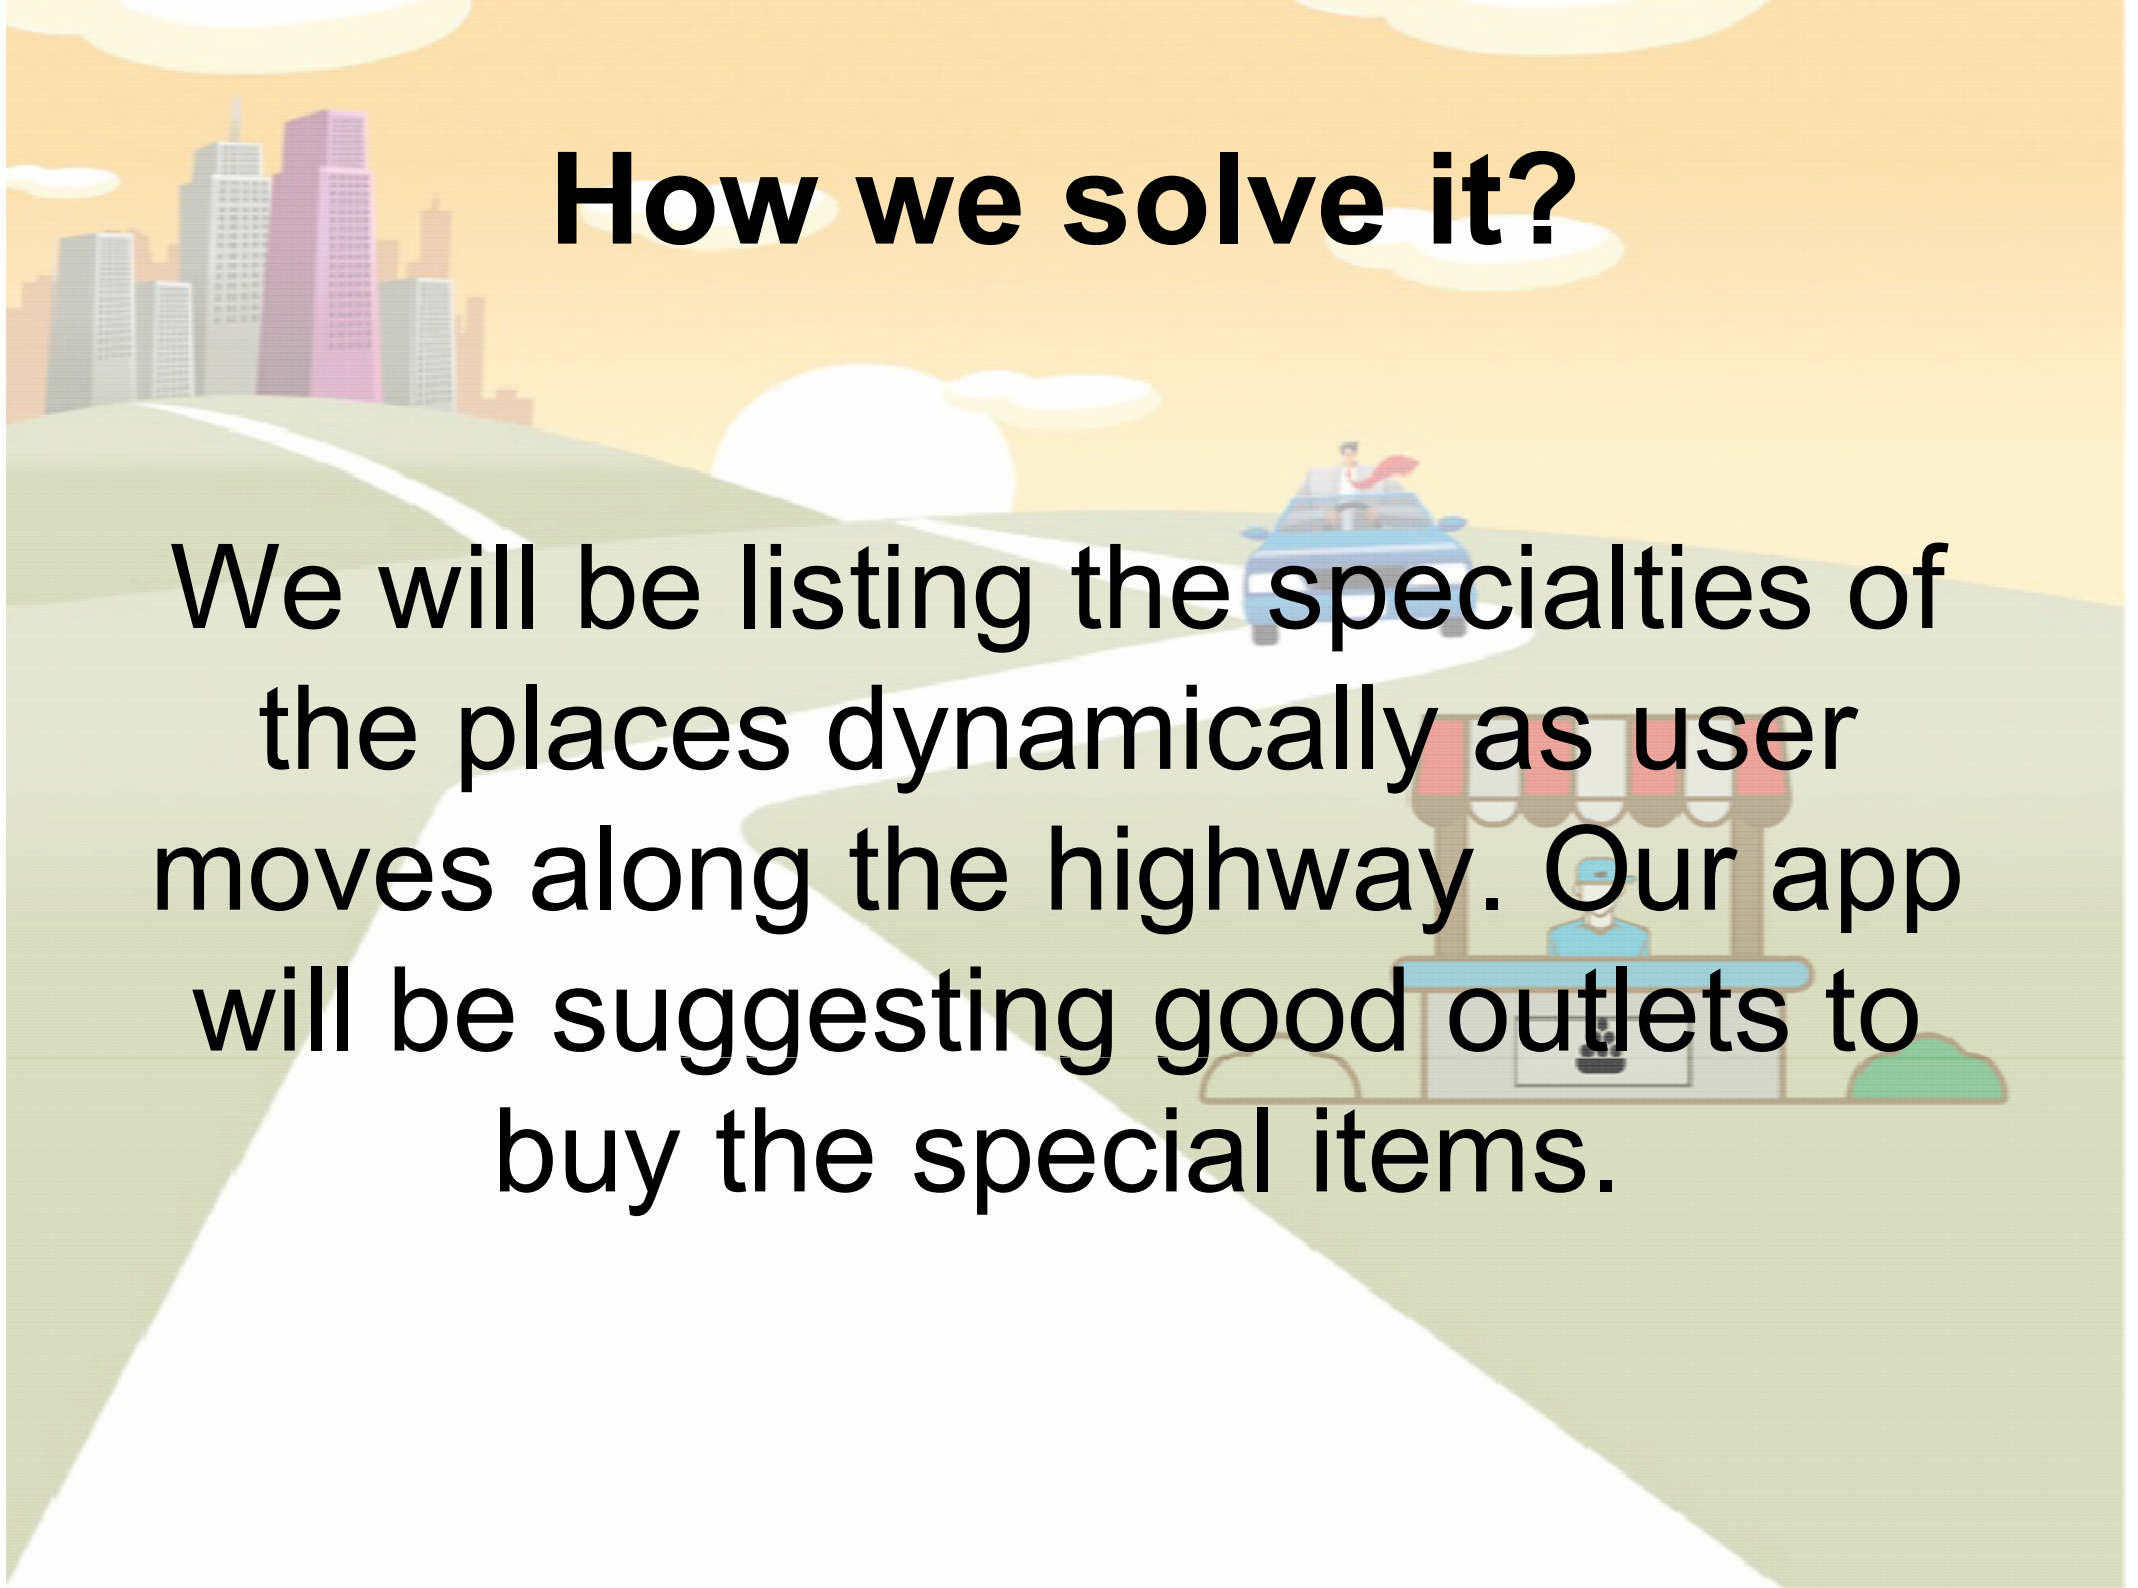 How we solve it?
We will be listing the specialties of
the places dynamically as user
moves along the highway. Our app
will be suggesting good outlets to
buy the special items.